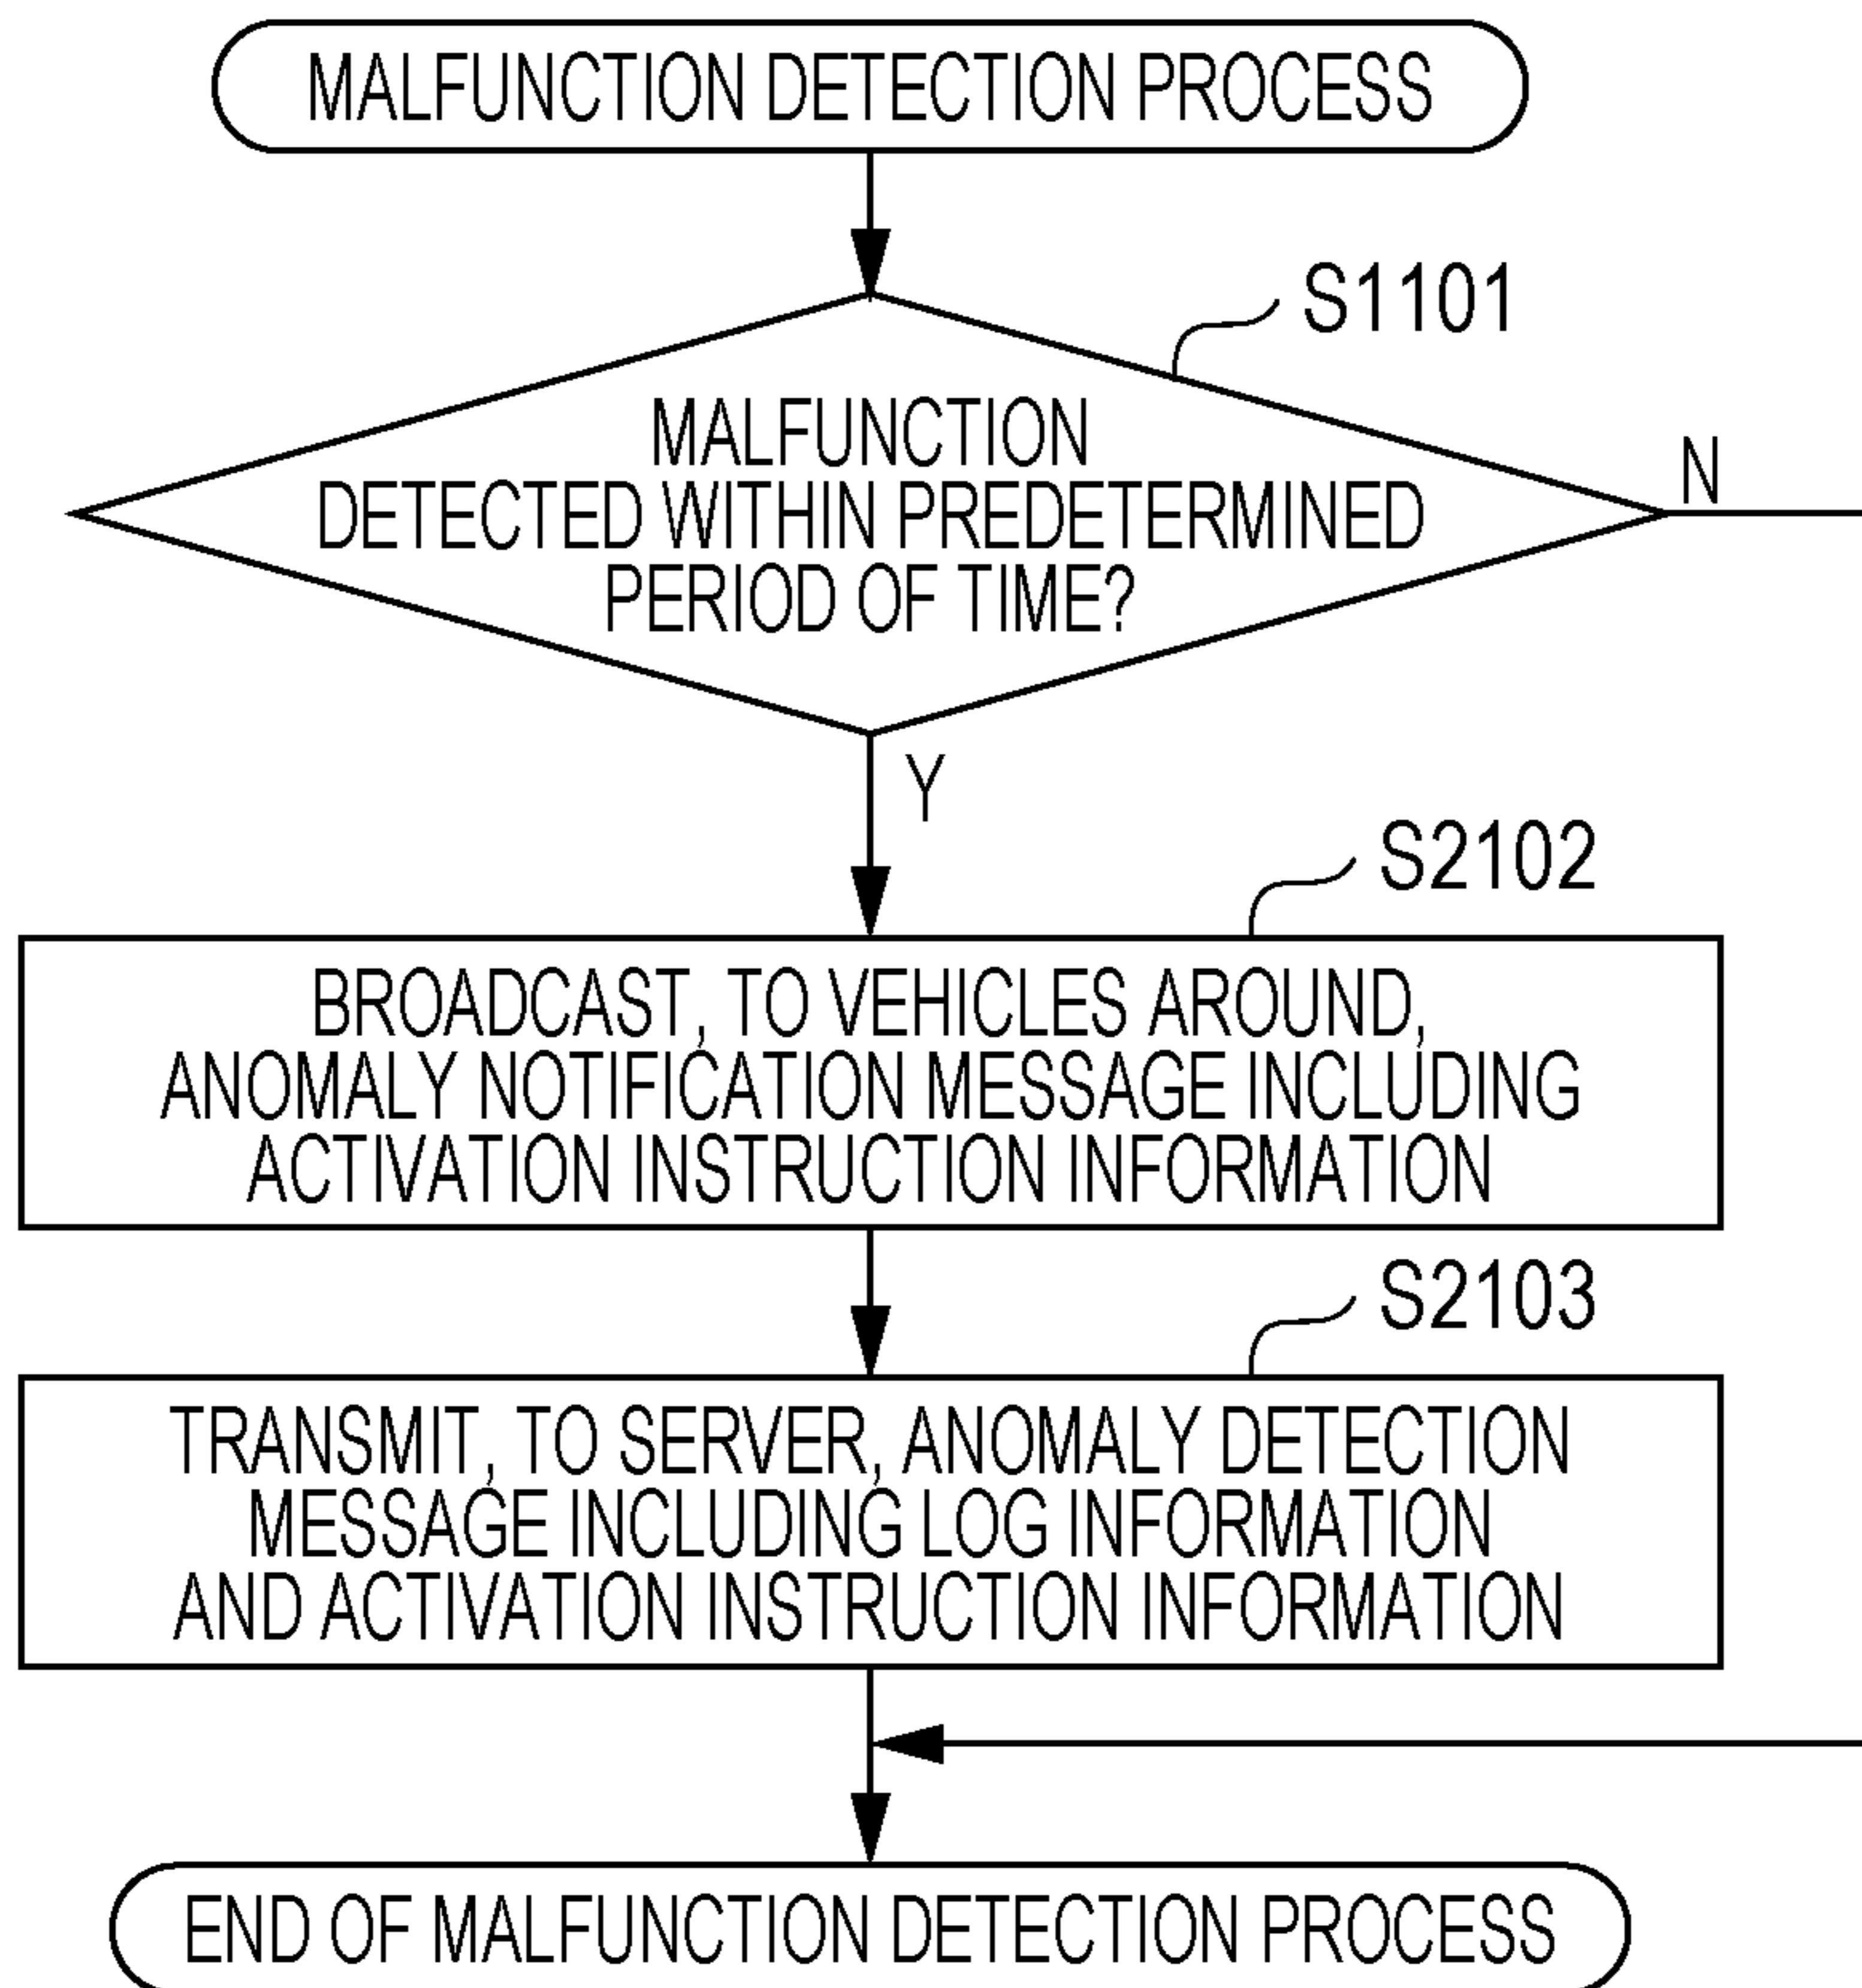 MALFUNCTION DETECTION PROCESS
S1101
MALFUNCTION
DETECTED WITHIN PREDETERMINED
PERIOD OF TIME?
N
Y
S2102
BROADCAST, TO VEHICLES AROUND,
ANOMALY NOTIFICATION MESSAGE INCLUDING
ACTIVATION INSTRUCTION INFORMATION
S2103
TRANSMIT, TO SERVER, ANOMALY DETECTION
MESSAGE INCLUDING LOG INFORMATION
AND ACTIVATION INSTRUCTION INFORMATION
END OF MALFUNCTION DETECTION PROCESS